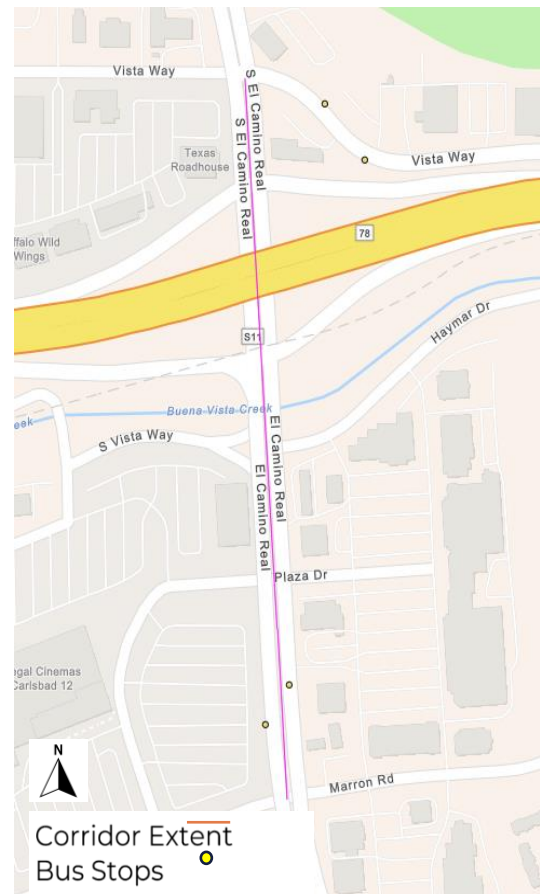 Vista Way
S El Camino Real
S El Camino Real
Texas
Roadhouse
Vista Way
78
ffalo Wild
Wings
S11
Haymar Dr
Buena Vista Creek
eek
S Vista Way
El Camino Real
El Camino Real
Plaza Dr
egal Cinemas
Carlsbad 12
N
Marron Rd
Corridor Extent
Bus Stops